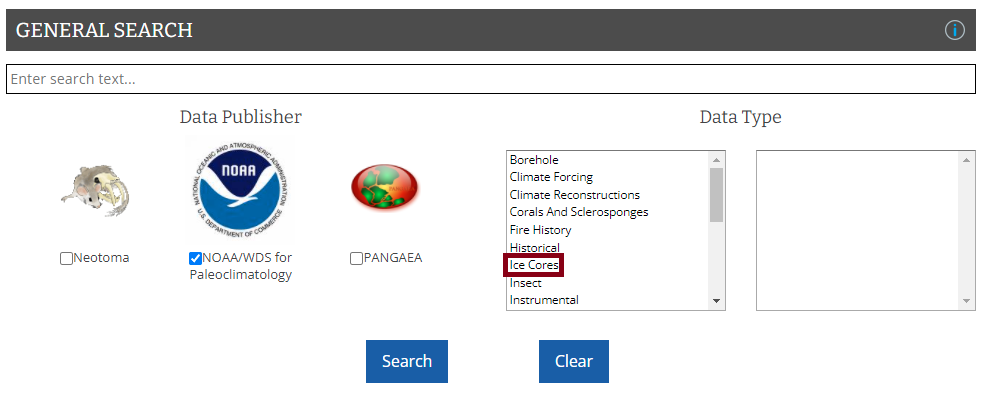 GENERAL SEARCH
Enter search text...
Data Publisher
NATIONAL OCEANIC AND ATMOSPHERIC ADMINISTRATION
NOAA
U.S. DEPARTMENT OF COMMERCE
Neotoma
NOAA/WDS for
Paleoclimatology
PANGAEA
Data Type
Borehole
Climate Forcing
Climate Reconstructions
Corals And Sclerosponges
Fire History
Historical
Ice Cores
Insect
Instrumental
Search
Clear